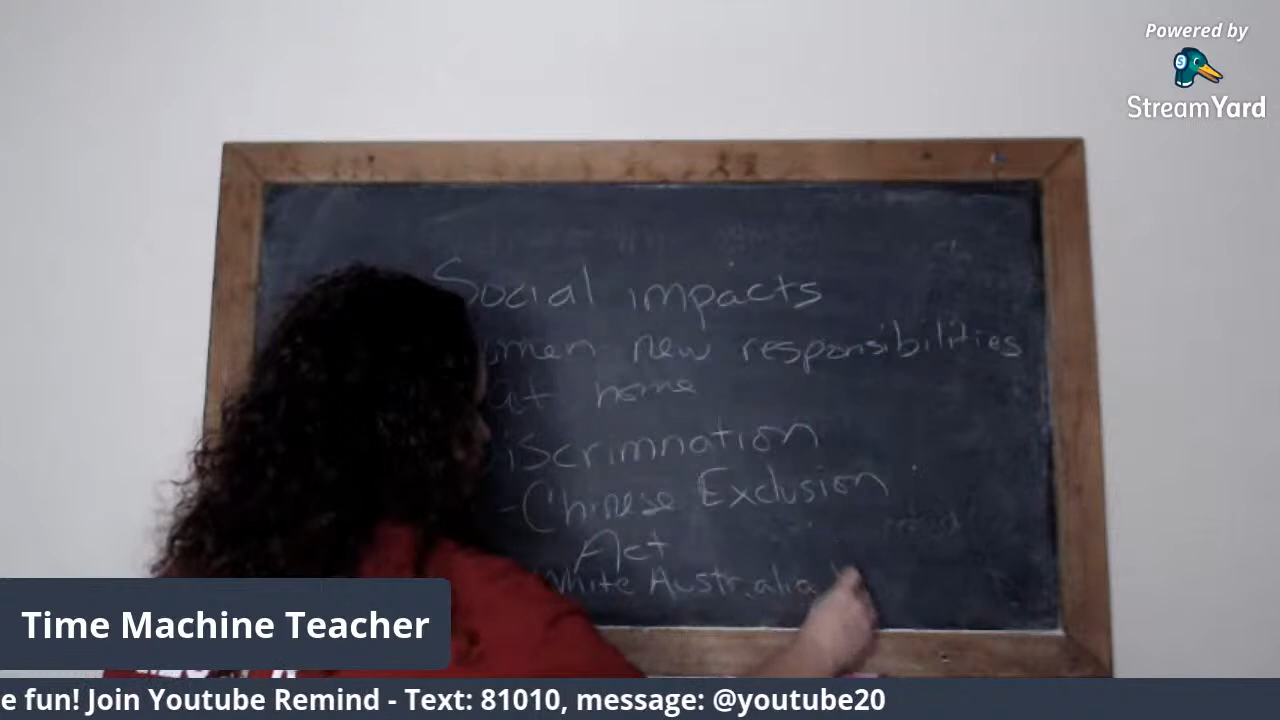 Powered by
StreamYard
Social impacts
new responsibilities
at home
iscrimnation
-Chinese Exclusion
Act
White Australia
Time Machine Teacher
e fun! Join Youtube Remind - Text: 81010, message: @youtube20